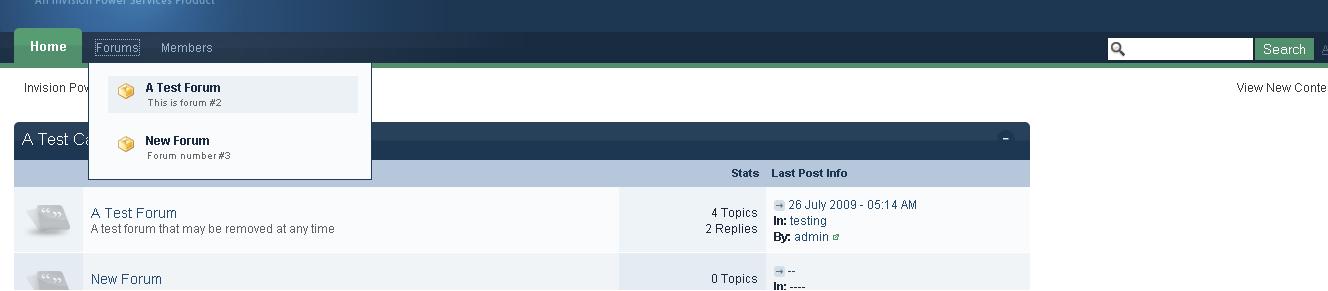 An Invision Power Services Product
Home Forums Members
Search
Invision Pov
View New Conte
A Test Forum
This is forum #2
New Forum
Forum number #3
A Test Ca
Stats Last Post Info
A Test Forum
A test forum that may be removed at any time
4 Topics
2 Replies
26 July 2009 - 05:14 AM
In: testing
By: admin
New Forum
0 Topics
--
In: ----